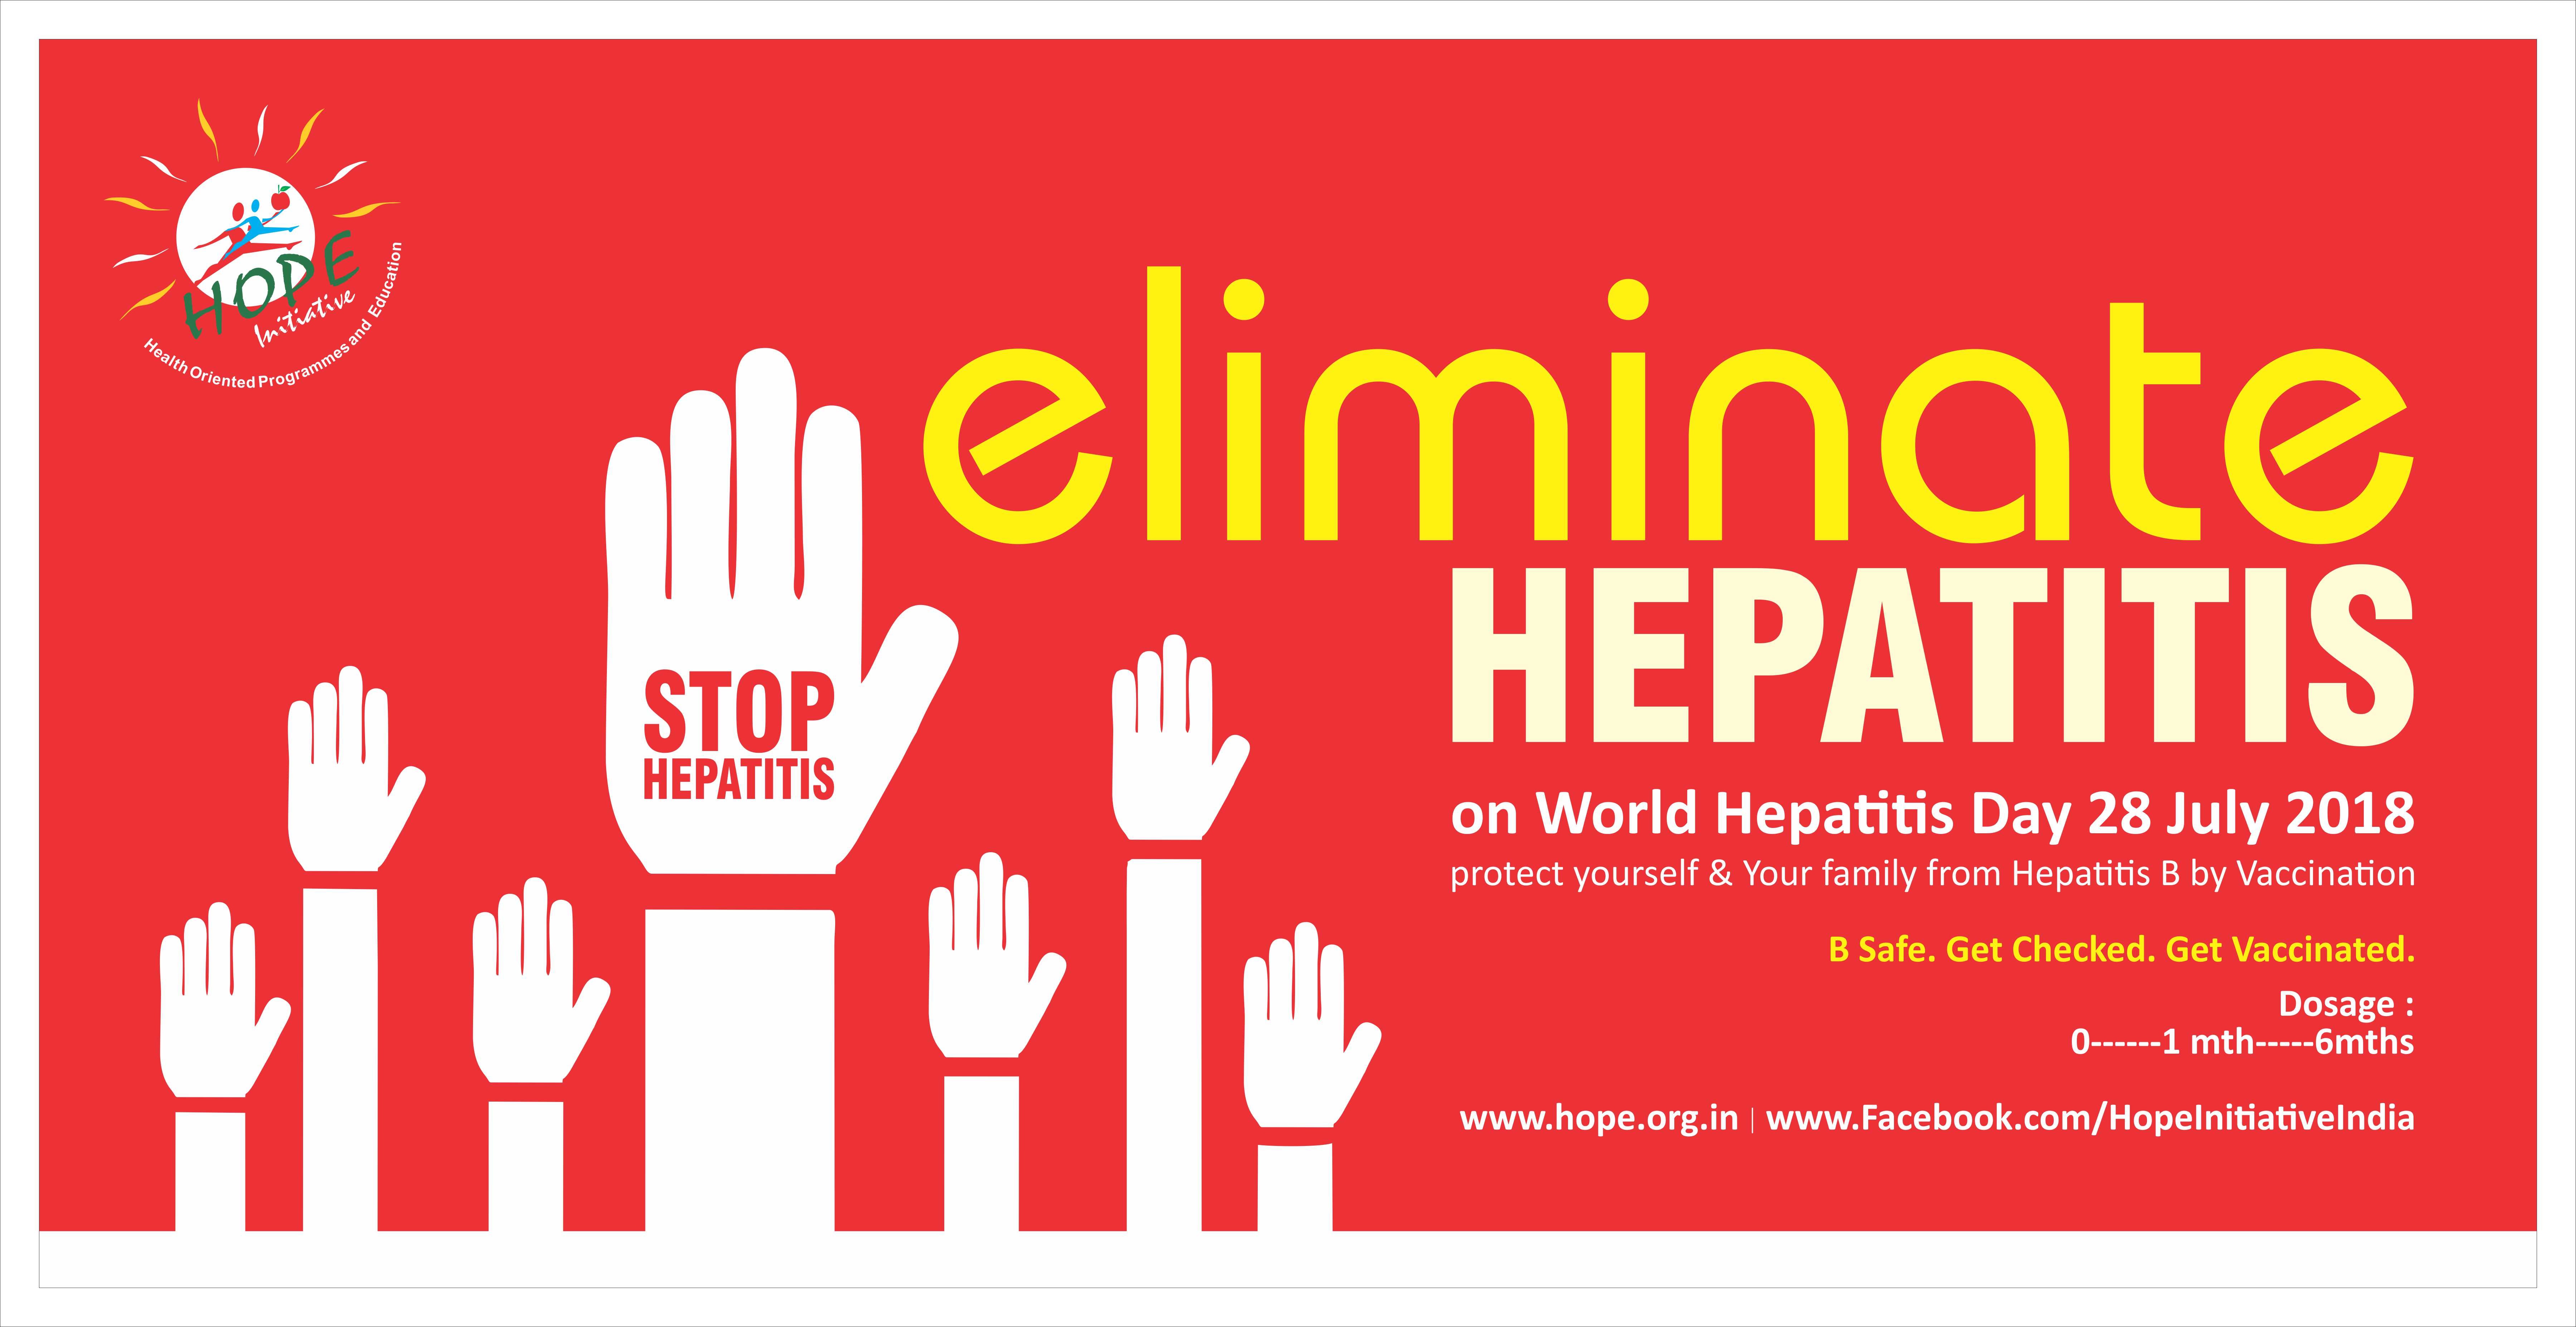 HOPE
Initiative
Health Oriented Programmes and Education
eliminate
HEPATITIS
STOP
HEPATITIS
on World Hepatitis Day 28 July 2018
protect yourself & Your family from Hepatitis B by Vaccination
B Safe. Get Checked. Get Vaccinated.
Dosage :
0------1 mth-----6mths
www.hope.org.in | www.Facebook.com/HopeInitiativeIndia